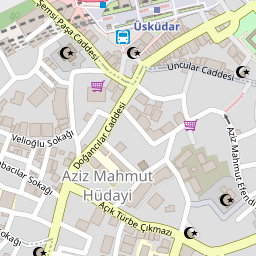 Şemsi Paşa Caddesi
Üsküdar
Uncular Caddesi
Doğancılar Caddesi
Velioğlu Sokağı
Aziz Mahmut Efendi
Aziz Mahmut
Hüdayi
Açık Türbe Çıkmazı